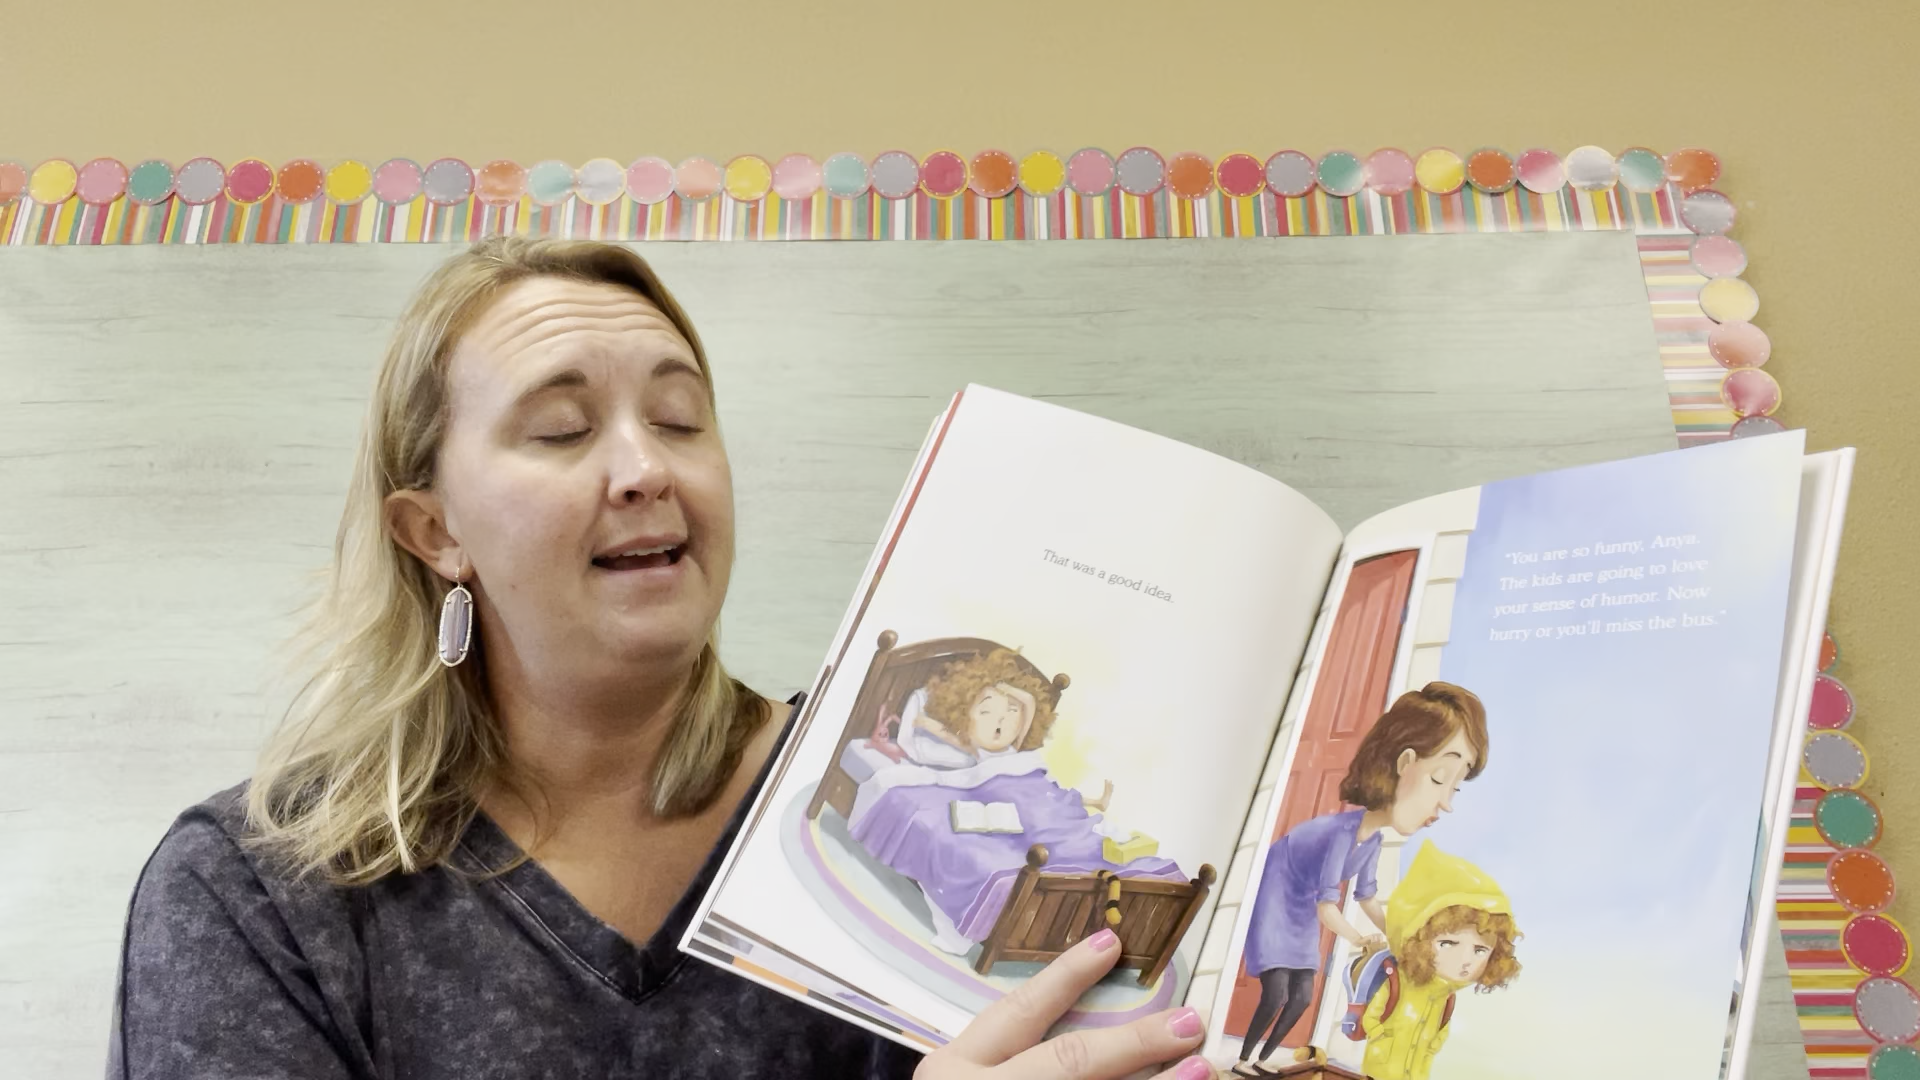 That was a good idea.
"You are so funny, Anya.
The kids are going to love
your sense of humor. Now
hurry or you'll miss the bus."